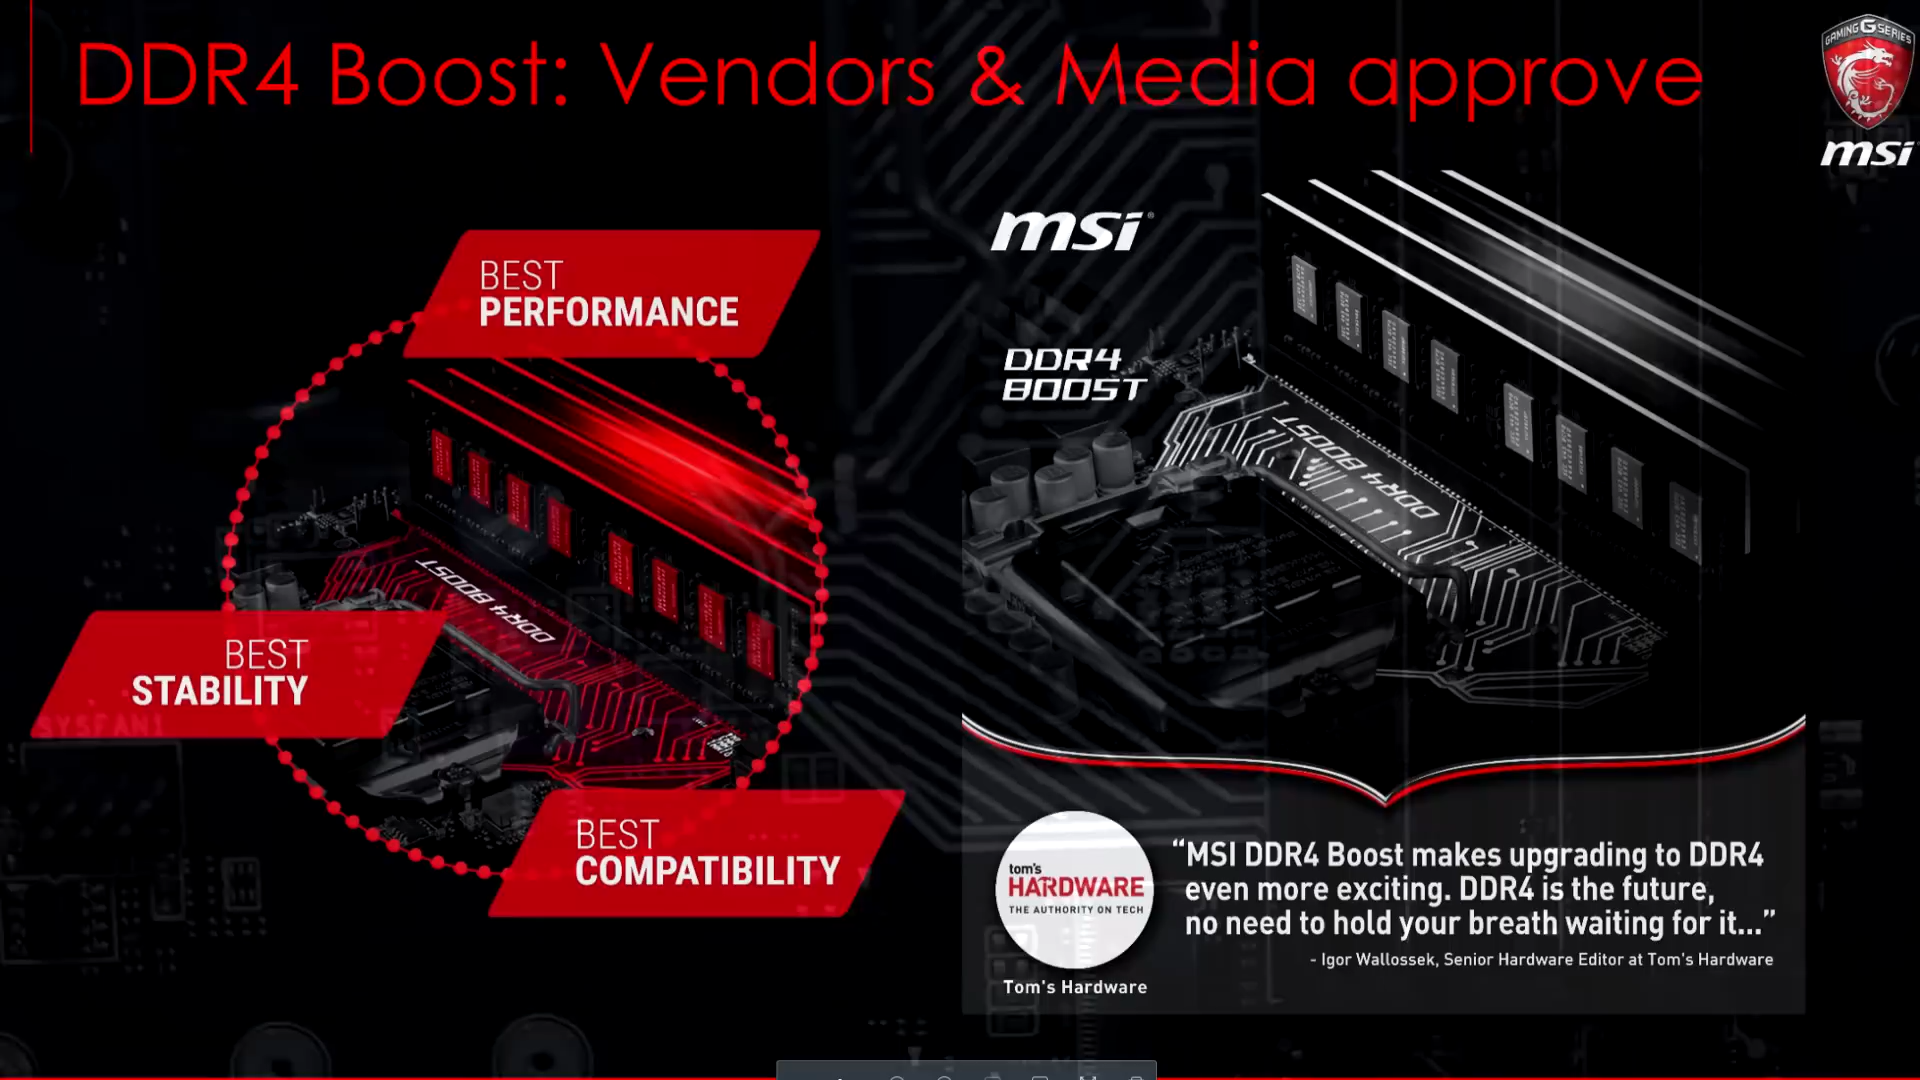 DDR4 Boost: Vendors & Media approve
GAMING G SERIES
msi
BEST
PERFORMANCE
DDR4 BOOST
BEST
STABILITY
SYSFAN1
BEST
COMPATIBILITY
msi
DDR4
BOOST
DDR4 BOOST
tom's
HARDWARE
THE AUTHORITY ON TECH
Tom's Hardware
“MSI DDR4 Boost makes upgrading to DDR4
even more exciting. DDR4 is the future,
no need to hold your breath waiting for it...”
- Igor Wallossek, Senior Hardware Editor at Tom's Hardware